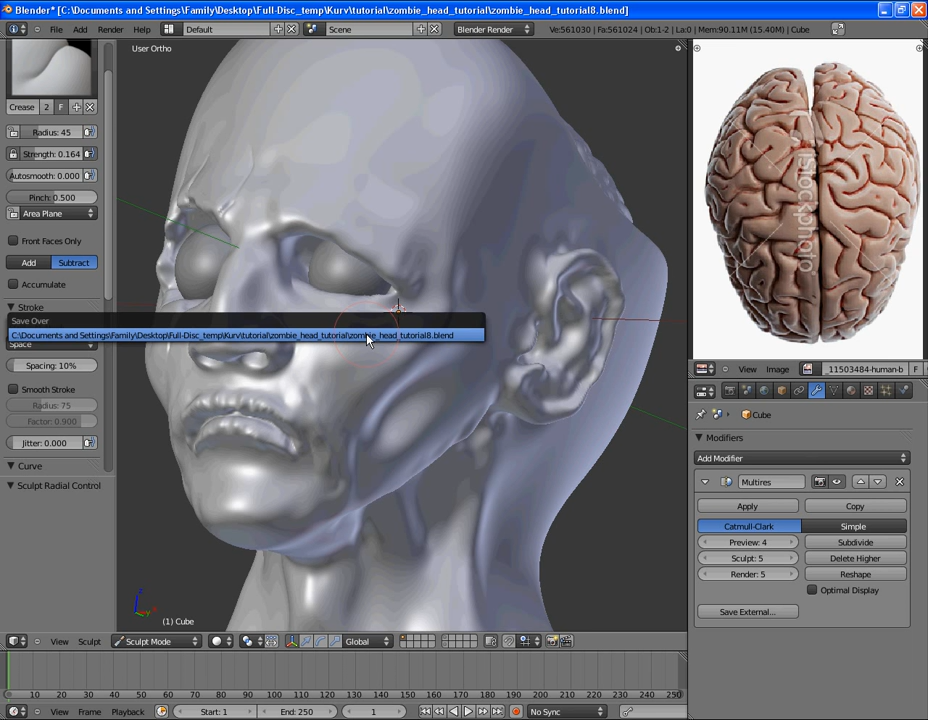 Blender* [C:\Documents and Settings\Family\Desktop\Full-Disc_temp\Kurv\tutorial\zombie_head_tutorial\zombie_head_tutorial8.blend]
File Add Render Help Default Scene Blender Render Ve:561030 | Fa:561024 | Ob:1-2 | La:0 | Mem:90.11M (15.40M) | Cube
User Ortho
Crease 2 F
Radius: 45
Strength: 0.164
Autosmooth: 0.000
Pinch: 0.500
Area Plane
Front Faces Only
Add Subtract
Accumulate
Stroke
Save Over
C:\Documents and Settings\Family\Desktop\Full-Disc_temp\Kurv\tutorial\zombie_head_tutorial\zombie_head_tutorial8.blend
Space
Spacing: 10%
Smooth Stroke
Radius: 75
Factor: 0.900
Jitter: 0.000
Curve
Sculpt Radial Control
(1) Cube
View Sculpt Sculpt Mode Global
10 20 30 40 50 60 70 80 90 100 110 120 130 140 150 160 170 180 190 200 210 220 230 240 250
View Frame Playback Start: 1 End: 250 1 No Sync
iStockphoto
View Image _11503484-human-b F
Cube
Modifiers
Add Modifier
Multires
Apply Copy
Catmull-Clark Simple
Preview: 4 Subdivide
Sculpt: 5 Delete Higher
Render: 5 Reshape
Optimal Display
Save External...